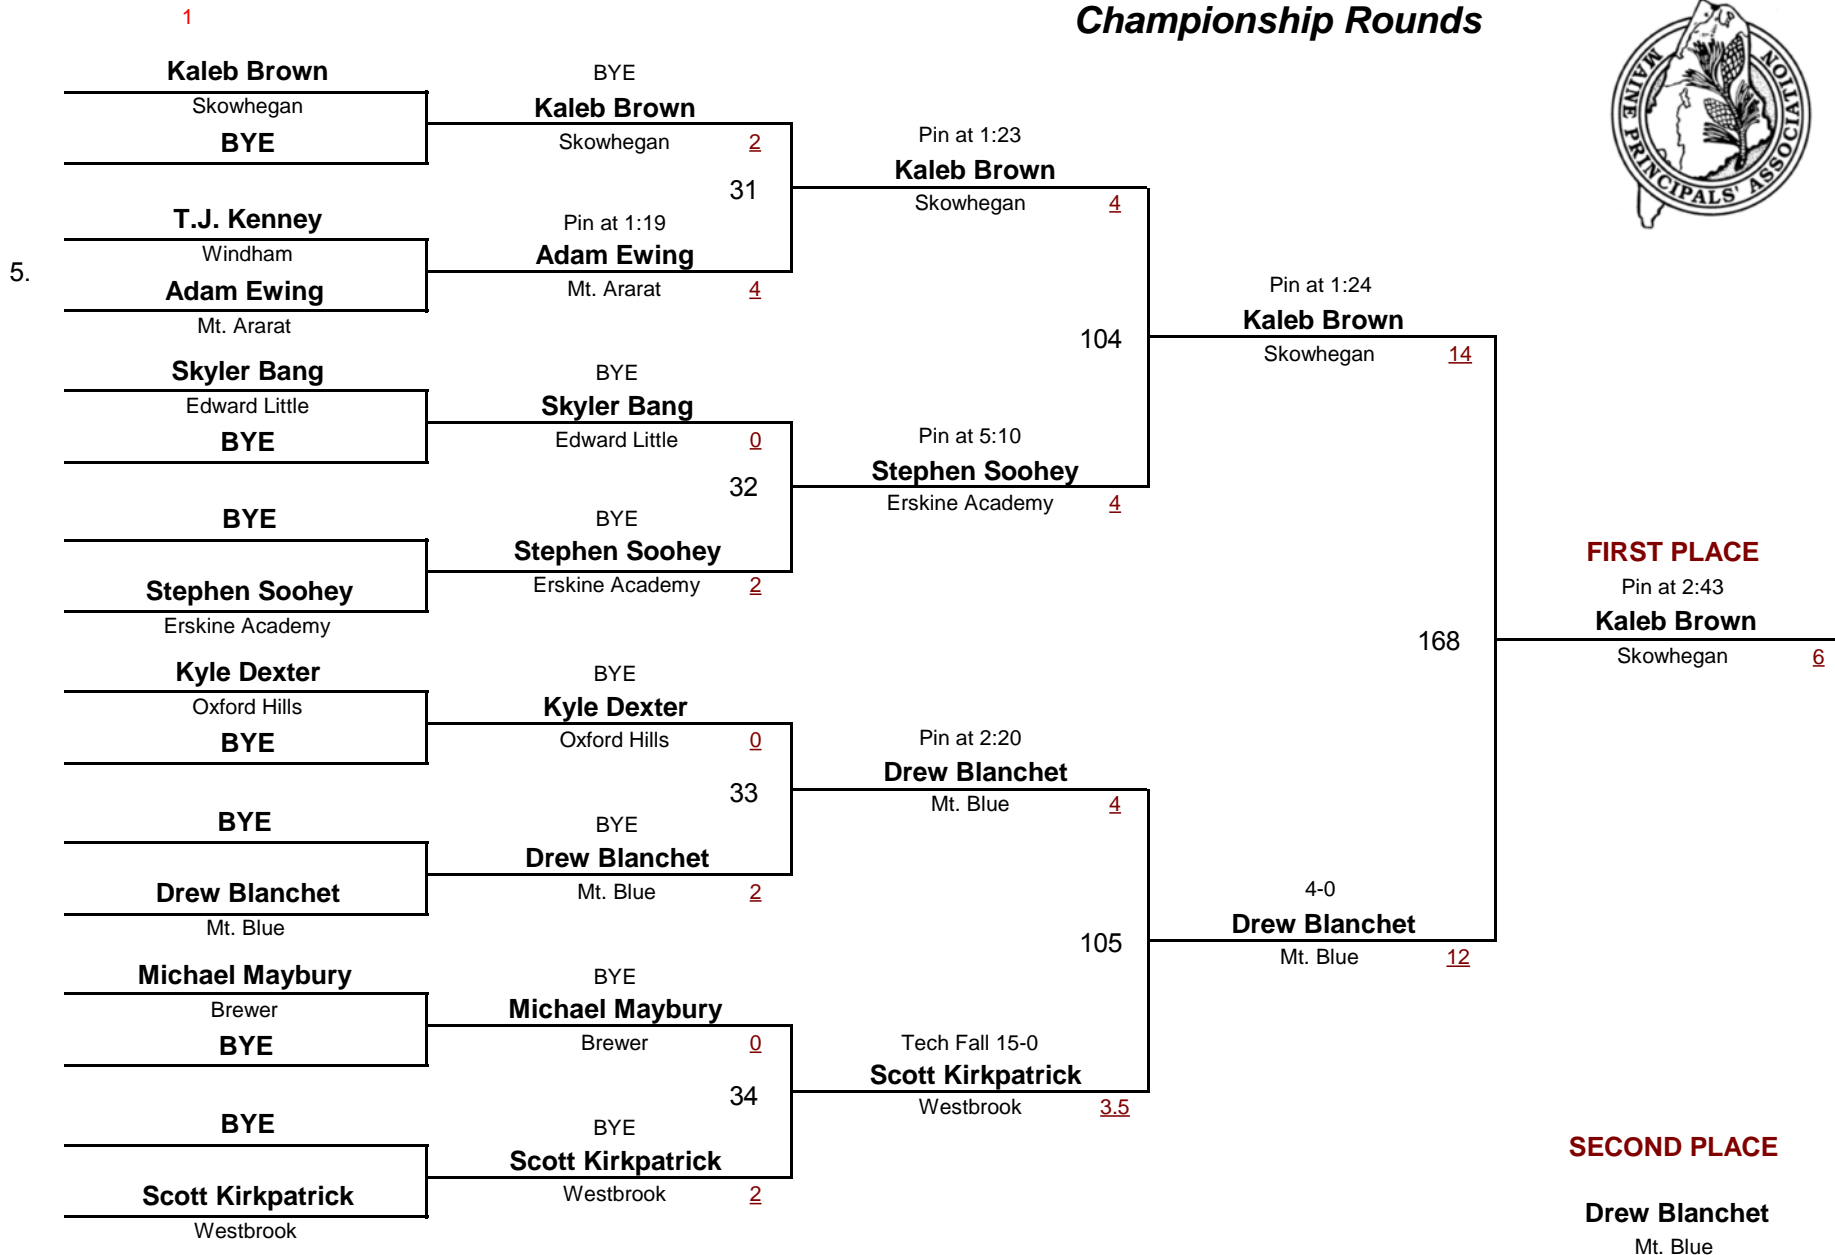 1
Championship Rounds
MAINE PRINCIPALS' ASSOCIATION
Kaleb Brown
Skowhegan
BYE
T.J. Kenney
Windham
5.
Adam Ewing
Mt. Ararat
Skyler Bang
Edward Little
BYE
BYE
Stephen Soohey
Erskine Academy
Kyle Dexter
Oxford Hills
BYE
BYE
Drew Blanchet
Mt. Blue
Michael Maybury
Brewer
BYE
BYE
Scott Kirkpatrick
Westbrook
BYE
Kaleb Brown
Skowhegan 2
31
Pin at 1:19
Adam Ewing
Mt. Ararat 4
BYE
Skyler Bang
Edward Little 0
32
BYE
Stephen Soohey
Erskine Academy 2
BYE
Kyle Dexter
Oxford Hills 0
33
BYE
Drew Blanchet
Mt. Blue 2
BYE
Michael Maybury
Brewer 0
34
BYE
Scott Kirkpatrick
Westbrook 2
Pin at 1:23
Kaleb Brown
Skowhegan 4
104
Pin at 5:10
Stephen Soohey
Erskine Academy 4
Pin at 2:20
Drew Blanchet
Mt. Blue 4
105
Tech Fall 15-0
Scott Kirkpatrick
Westbrook 3.5
Pin at 1:24
Kaleb Brown
Skowhegan 14
168
4-0
Drew Blanchet
Mt. Blue 12
FIRST PLACE
Pin at 2:43
Kaleb Brown
Skowhegan 6
SECOND PLACE
Drew Blanchet
Mt. Blue